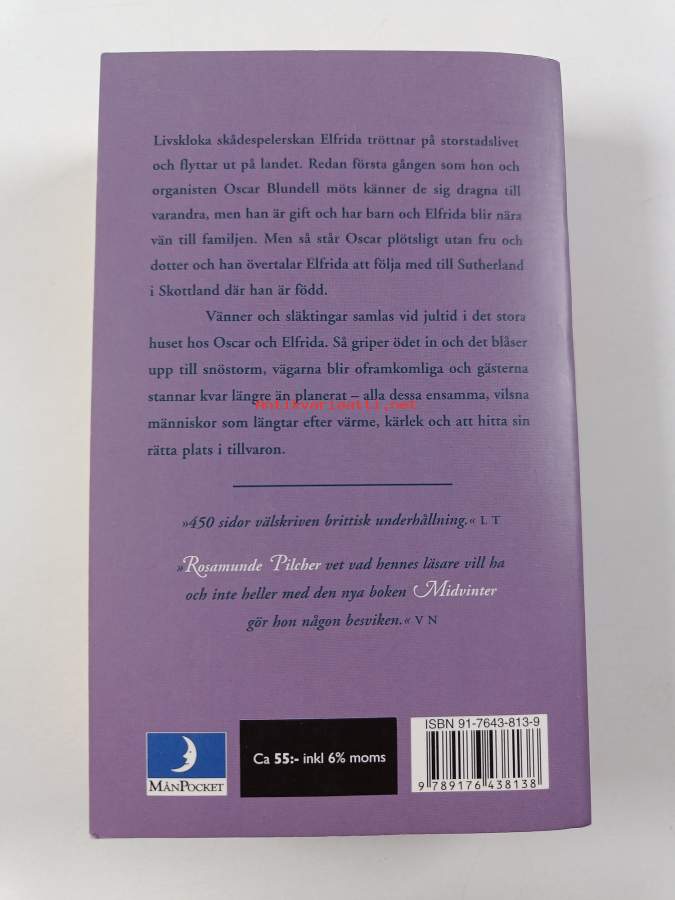 Livskloka skådespelerskan Elfrida tröttnar på storstadslivet
och flyttar ut på landet. Redan första gången som hon och
organisten Oscar Blundell möts känner de sig dragna till
varandra, men han är gift och har barn och Elfrida blir nära
vän till familjen. Men så står Oscar plötsligt utan fru och
dotter och han övertalar Elfrida att följa med till Sutherland
i Skottland där han är född.
Vänner och släktingar samlas vid jultid i det stora
huset hos Oscar och Elfrida. Så griper ödet in och det blåser
upp till snöstorm, vägarna blir oframkomliga och gästerna
stannar kvar längre än planerat – alla dessa ensamma, vilsna
Antikvariaatti.net
människor som längtar efter värme, kärlek och att hitta sin
rätta plats i tillvaron.
»450 sidor välskriven brittisk underhållning.« L T
»Rosamunde Pilcher vet vad hennes läsare vill ha
och inte heller med den nya boken Midvinter
gör hon någon besviken.« V N
MånPocket
Ca 55:- inkl 6% moms
ISBN 91-7643-813-9
9 789176 438138